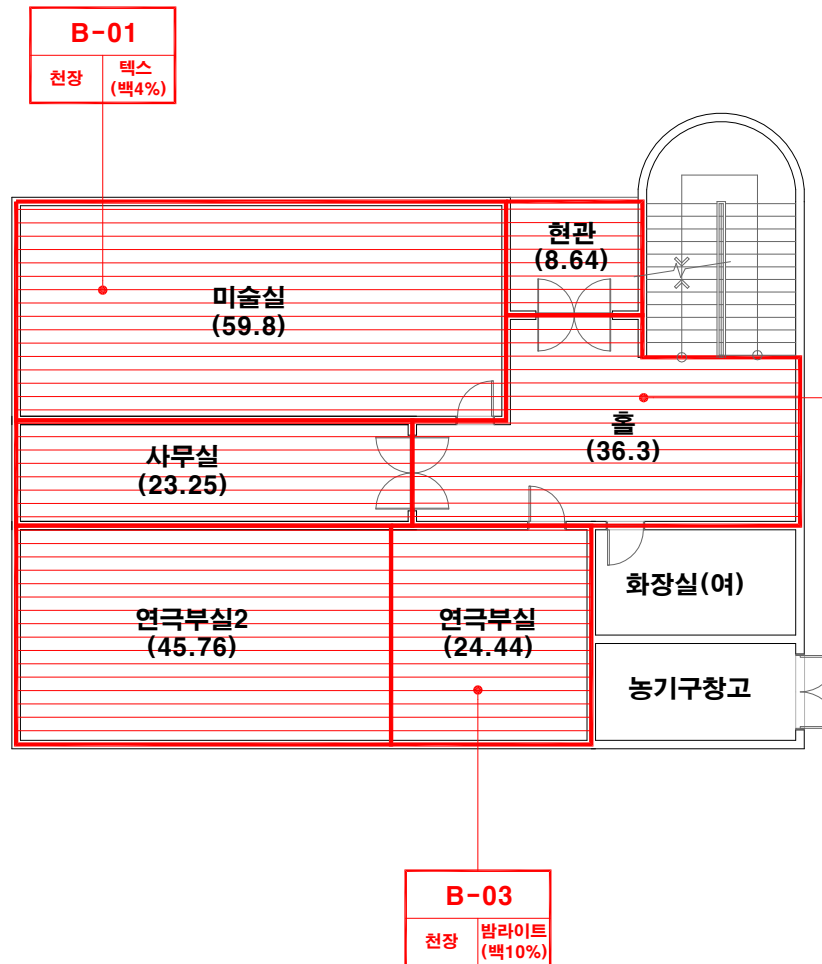 B-01
천장
텍스
(백4%)
현관
(8.64)
미술실
(59.8)
홀
(36.3)
사무실
(23.25)
연극부실2
(45.76)
연극부실
(24.44)
화장실(여)
농기구창고
B-03
천장
밤라이트
(백10%)